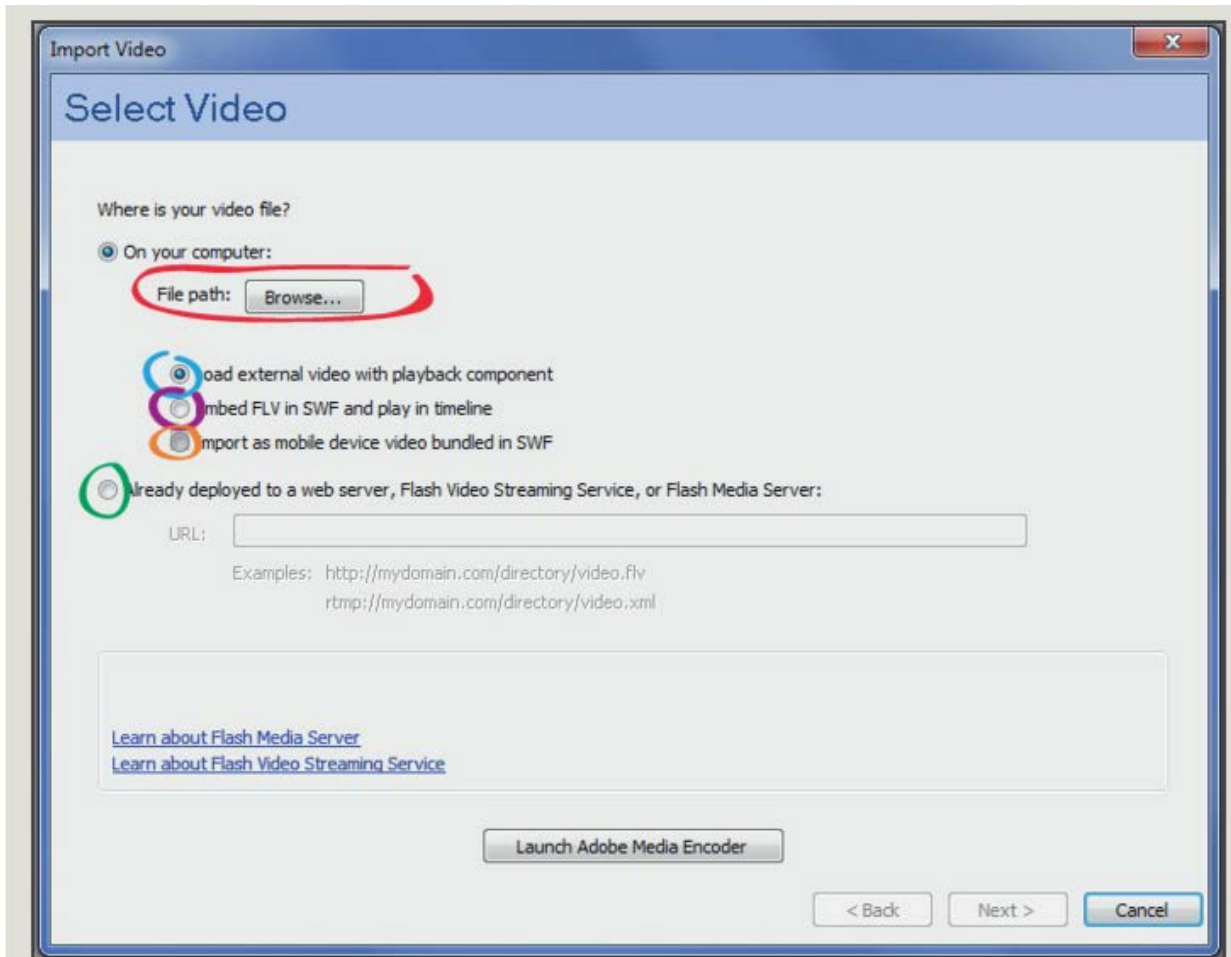 Import Video
Select Video
Where is your video file?
On your computer:
File path: Browse...
oad external video with playback component
mbed FLV in SWF and play in timeline
mport as mobile device video bundled in SWF
Already deployed to a web server, Flash Video Streaming Service, or Flash Media Server:
URL:
Examples: http://mydomain.com/directory/video.flv
rtmp://mydomain.com/directory/video.xml
Learn about Flash Media Server
Learn about Flash Video Streaming Service
Launch Adobe Media Encoder
< Back Next > Cancel